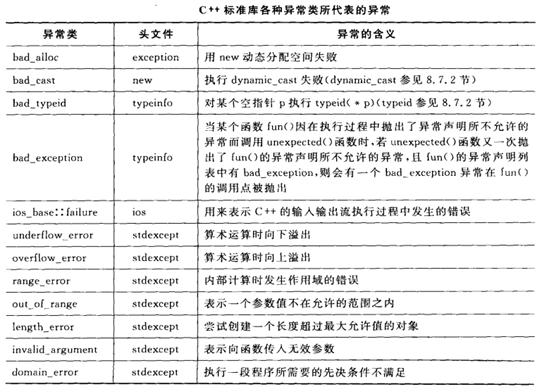 C++ 标准库各种异常类所代表的异常
异常类 头文件 异常的含义
bad_alloc exception 用 new 动态分配空间失败
bad_cast new 执行 dynamic_cast 失败(dynamic_cast 参见 8.7.2 节)
bad_typeid typeinfo 对某个空指针 p 执行 typeid(*p)(typeid 参见 8.7.2 节)
bad_exception typeinfo 当某个函数 fun()因在执行过程中抛出了异常声明所不允许的
异常而调用 unexpected()函数时,若 unexpected()函数又一次抛
出了 fun()的异常声明所不允许的异常,且 fun()的异常声明列
表中有 bad_exception,则会有一个 bad_exception 异常在 fun()
的调用点被抛出
ios_base::failure ios 用来表示 C++ 的输入输出流执行过程中发生的错误
underflow_error stdexcept 算术运算时向下溢出
overflow_error stdexcept 算术运算时向上溢出
range_error stdexcept 内部计算时发生作用域的错误
out_of_range stdexcept 表示一个参数值不在允许的范围之内
length_error stdexcept 尝试创建一个长度超过最大允许值的对象
invalid_argument stdexcept 表示向函数传入无效参数
domain_error stdexcept 执行一段程序所需要的先决条件不满足